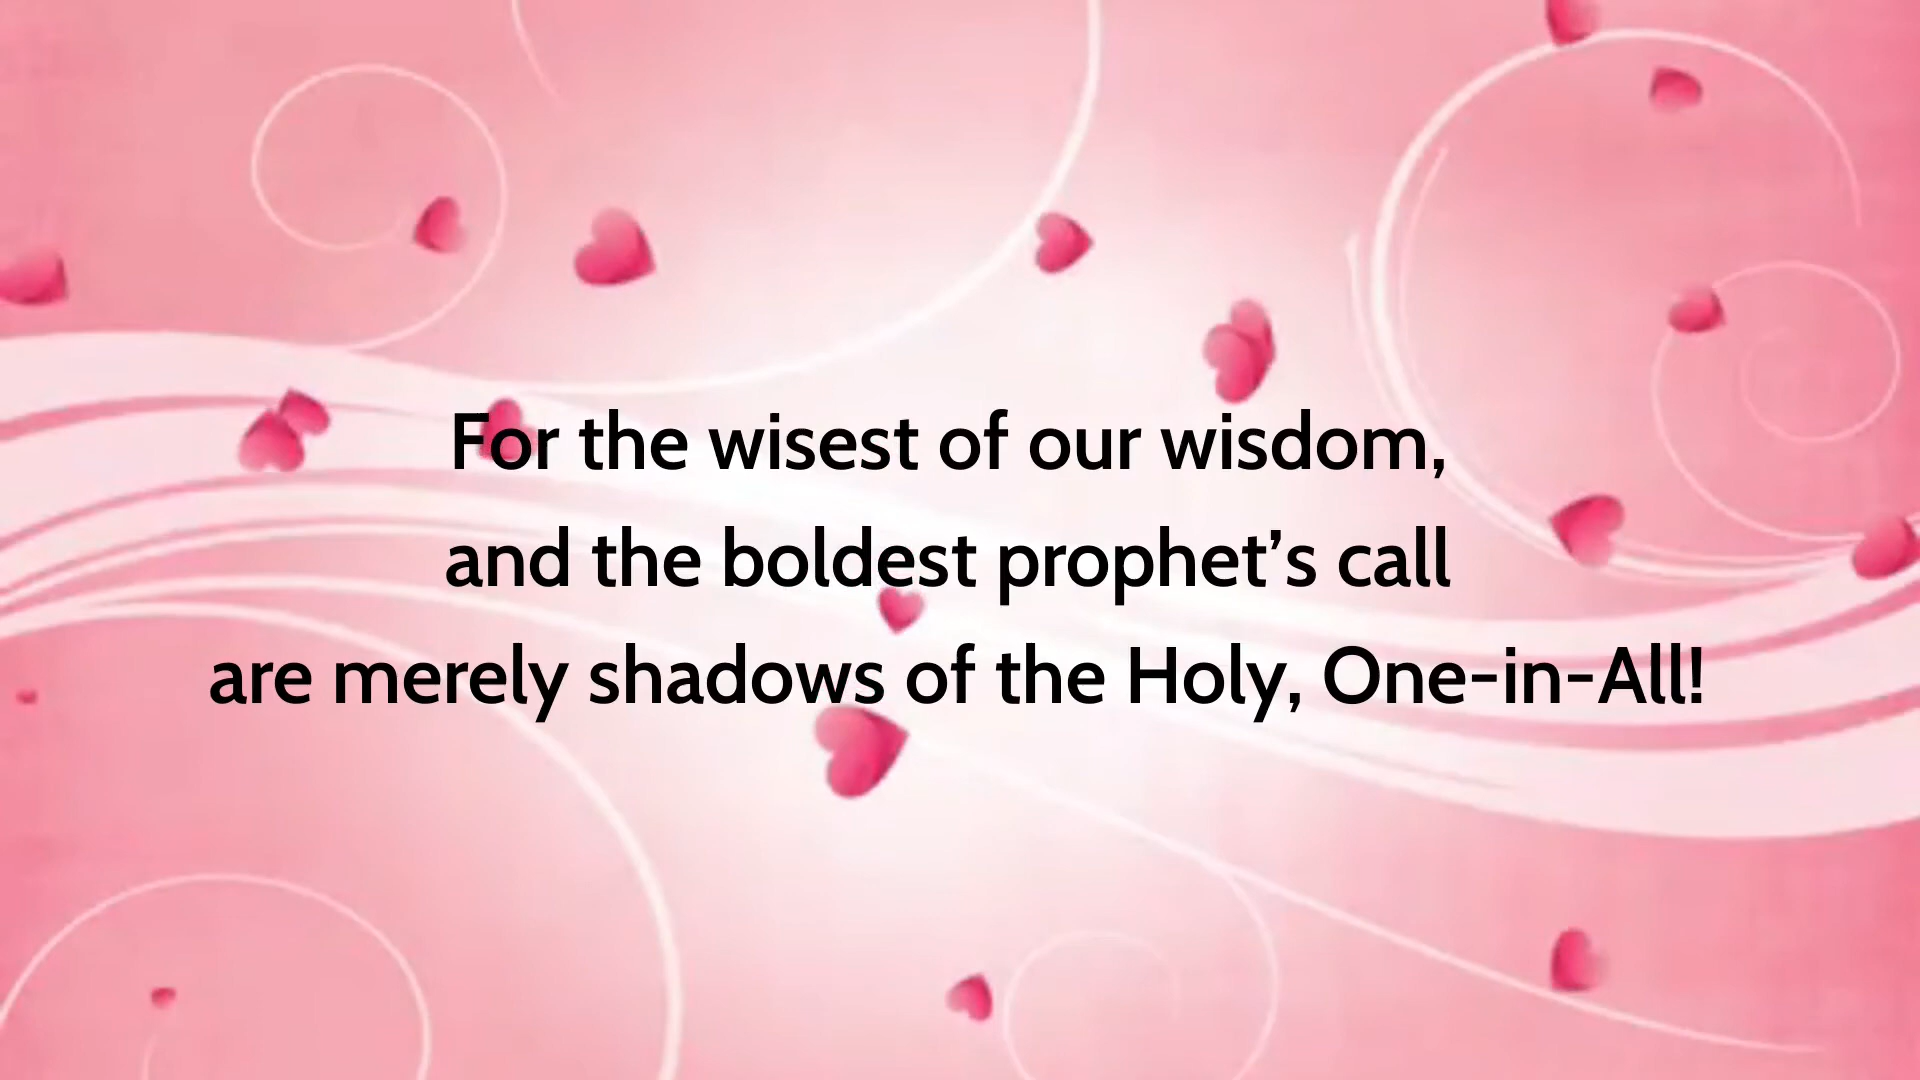 For the wisest of our wisdom,
and the boldest prophet’s call
are merely shadows of the Holy, One-in-All!